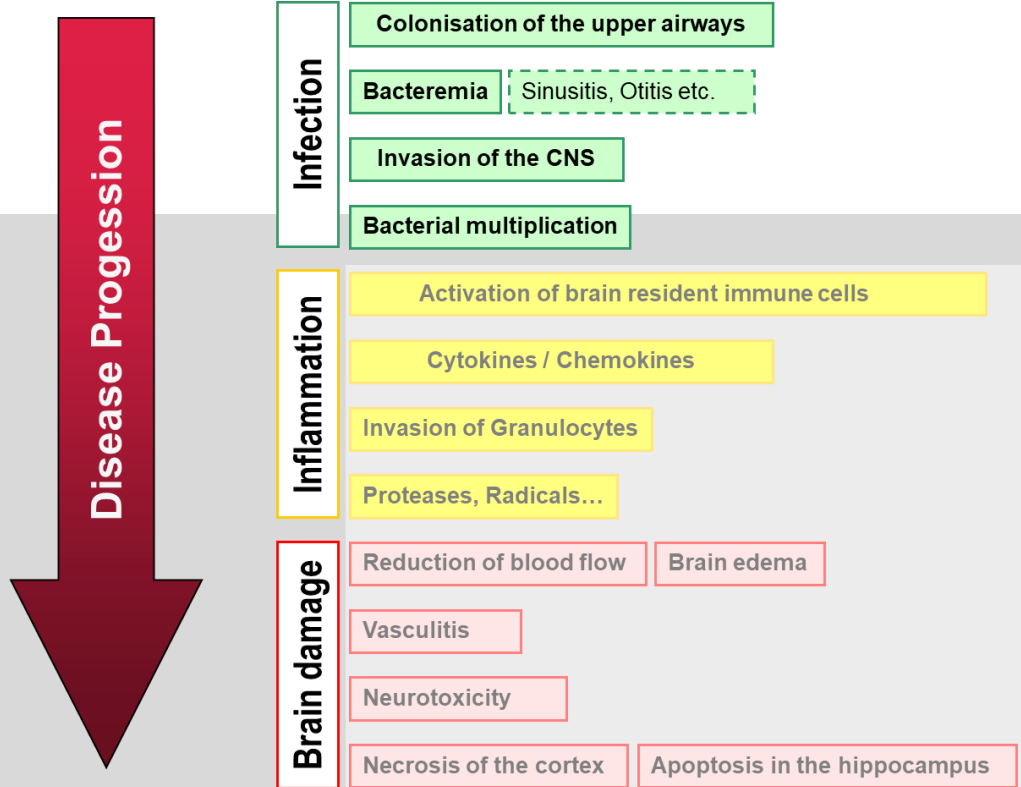 Disease Progession
Infection
Colonisation of the upper airways
Bacteremia
Sinusitis, Otitis etc.
Invasion of the CNS
Bacterial multiplication
Inflammation
Activation of brain resident immune cells
Cytokines / Chemokines
Invasion of Granulocytes
Proteases, Radicals…
Brain damage
Reduction of blood flow
Brain edema
Vasculitis
Neurotoxicity
Necrosis of the cortex
Apoptosis in the hippocampus